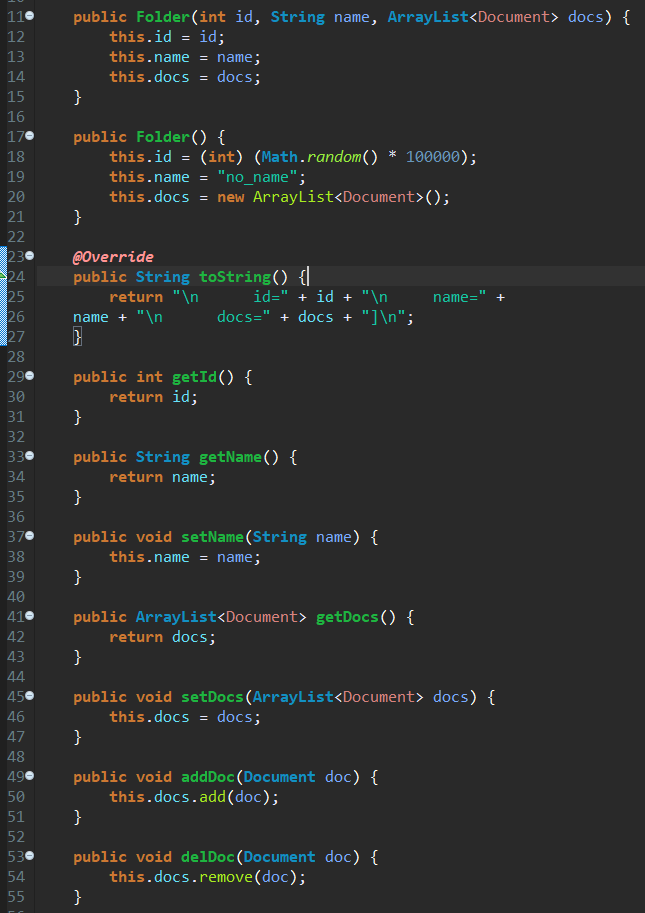 11 public Folder(int id, String name, ArrayList<Document> docs) {
12 this.id = id;
13 this.name = name;
14 this.docs = docs;
15 }
16
17 public Folder() {
18 this.id = (int) (Math.random() * 100000);
19 this.name = "no_name";
20 this.docs = new ArrayList<Document>();
21 }
22
23 @Override
24 public String toString() {
25 return "\n      id=" + id + "\n     name=" +
26 name + "\n      docs=" + docs + "]\n";
27 }
28
29 public int getId() {
30 return id;
31 }
32
33 public String getName() {
34 return name;
35 }
36
37 public void setName(String name) {
38 this.name = name;
39 }
40
41 public ArrayList<Document> getDocs() {
42 return docs;
43 }
44
45 public void setDocs(ArrayList<Document> docs) {
46 this.docs = docs;
47 }
48
49 public void addDoc(Document doc) {
50 this.docs.add(doc);
51 }
52
53 public void delDoc(Document doc) {
54 this.docs.remove(doc);
55 }